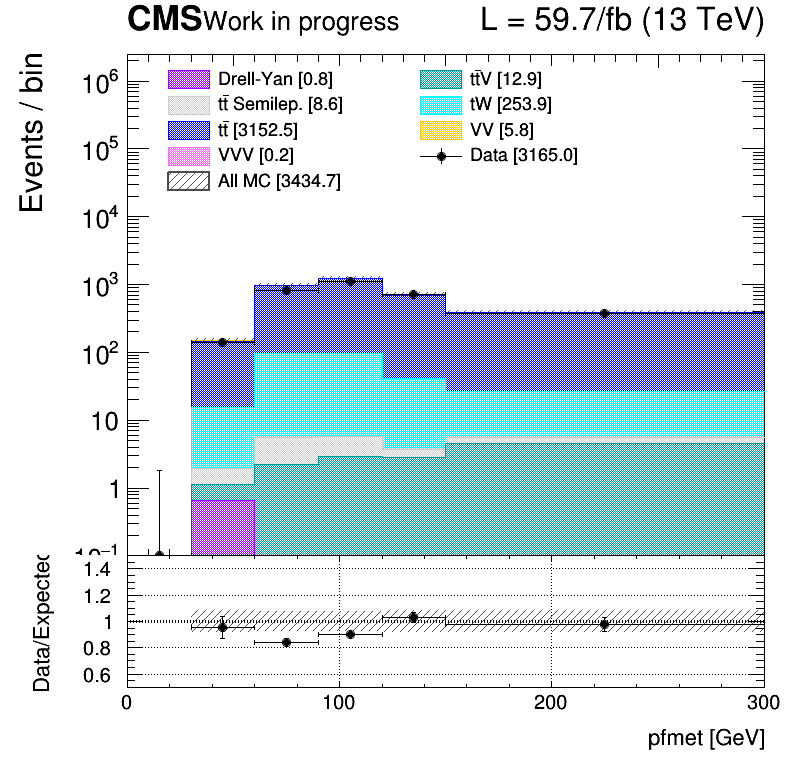 CMS Work in progress L = 59.7/fb (13 TeV)
Events / bin
Drell-Yan [0.8] tt̄V [12.9]
tt̄ Semilep. [8.6] tW [253.9]
tt̄ [3152.5] VV [5.8]
VVV [0.2] Data [3165.0]
All MC [3434.7]
10⁶
10⁵
10⁴
10³
10²
10
1
10⁻¹
Data/Expected
1.4
1.2
1
0.8
0.6
0 100 200 300
pfmet [GeV]